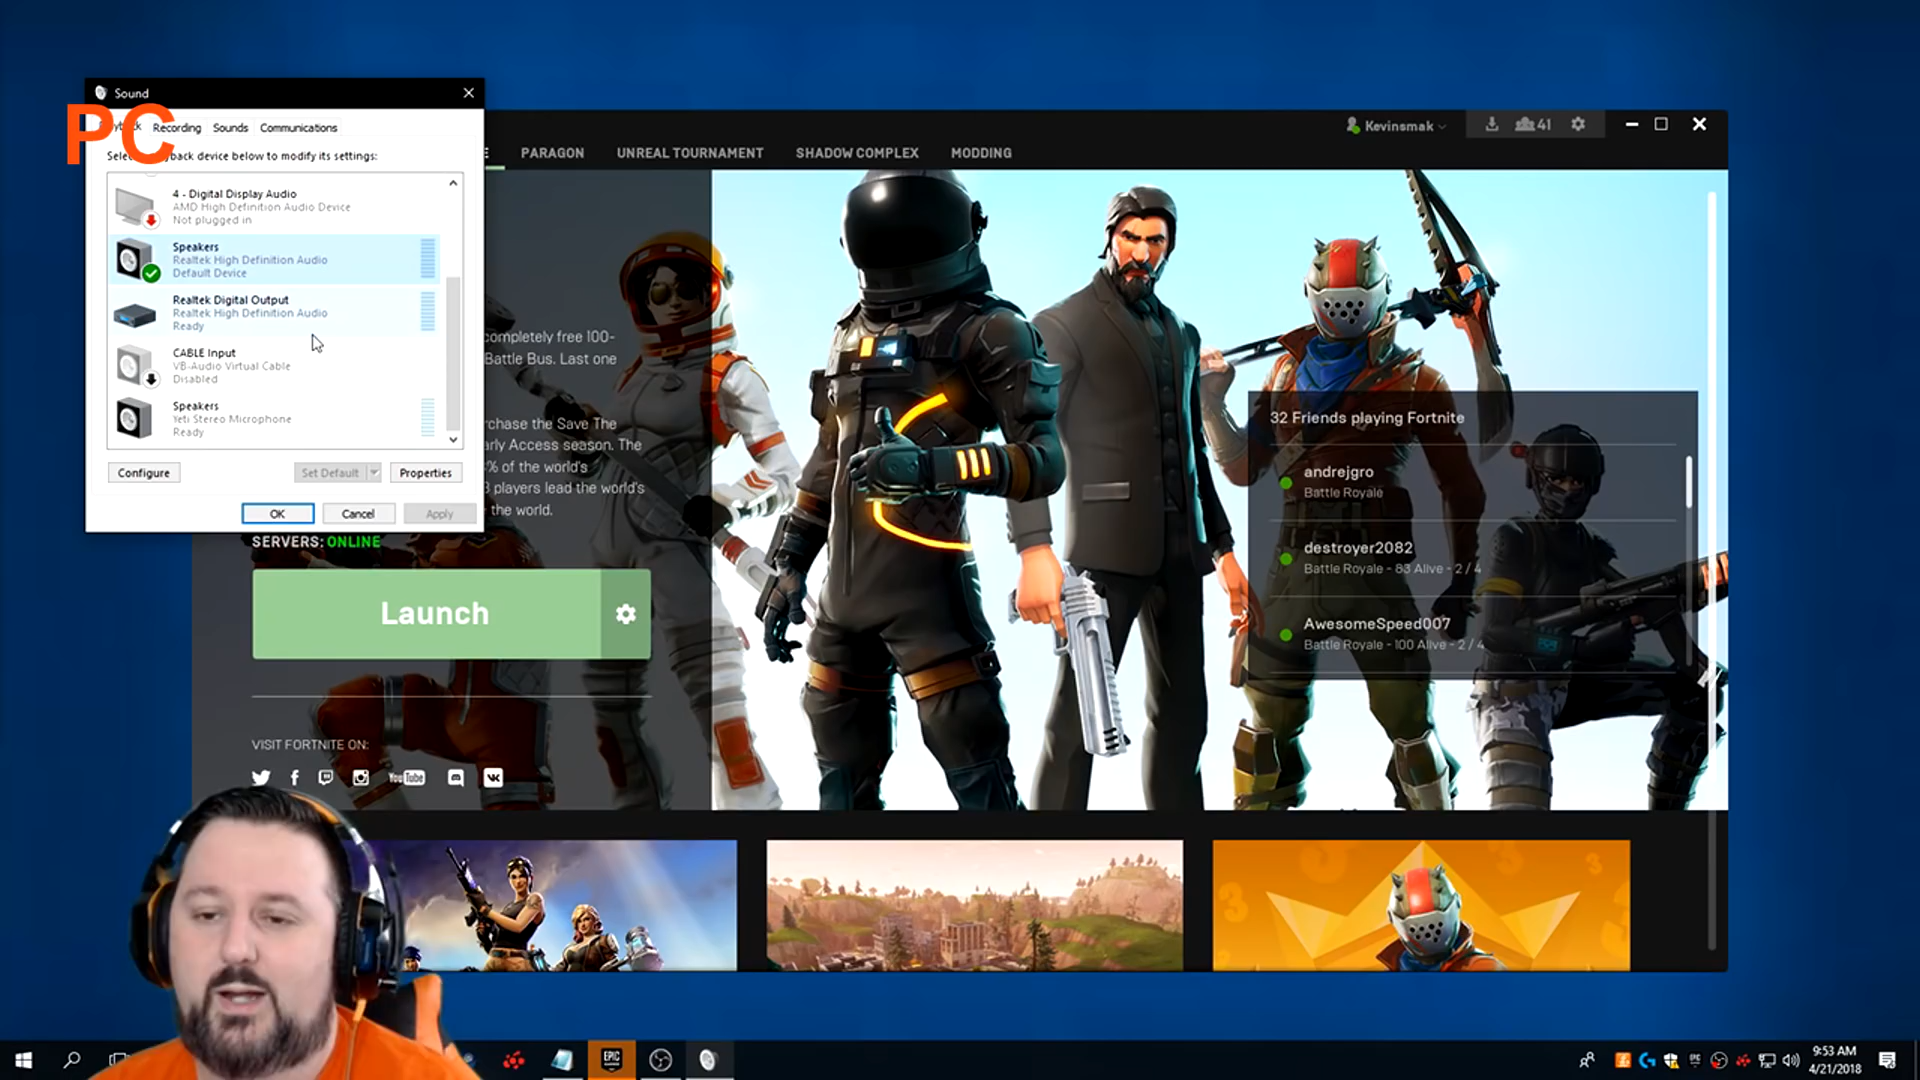 Sound
PC
Recording
Sounds
Communications
back device below to modify its settings:
4 - Digital Display Audio
AMD High Definition Audio Device
Not plugged in
Speakers
Realtek High Definition Audio
Default Device
Realtek Digital Output
Realtek High Definition Audio
Ready
CABLE Input
VB-Audio Virtual Cable
Disabled
Speakers
Yeti Stereo Microphone
Ready
Configure
Set Default
Properties
OK
Cancel
Apply
Kevinsmak
41
E
PARAGON
UNREAL TOURNAMENT
SHADOW COMPLEX
MODDING
completely free 100-
Battle Bus. Last one
rchase the Save The
arly Access season. The
% of the world's
3 players lead the world's
the world.
SERVERS: ONLINE
Launch
VISIT FORTNITE ON:
YouTube
32 Friends playing Fortnite
andrejgro
Battle Royale
destroyer2082
Battle Royale - 83 Alive - 2 / 4
AwesomeSpeed007
Battle Royale - 100 Alive - 2 / 4
EPIC
9:53 AM
4/21/2018